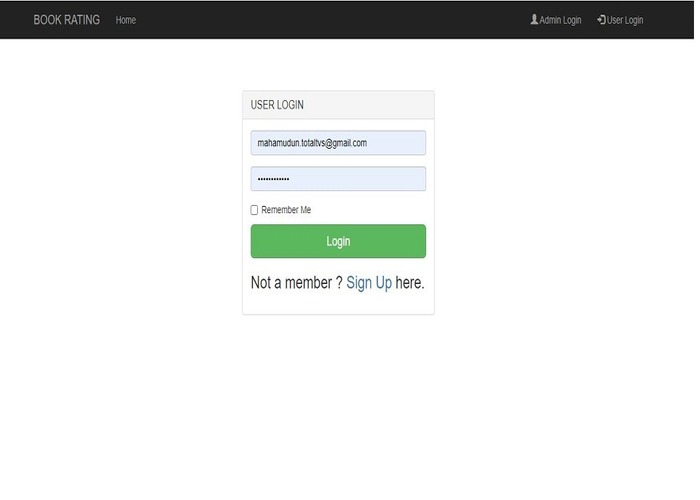 BOOK RATING Home Admin Login User Login
USER LOGIN
mahamudun.totaltvs@gmail.com
••••••••••••
Remember Me
Login
Not a member ? Sign Up here.